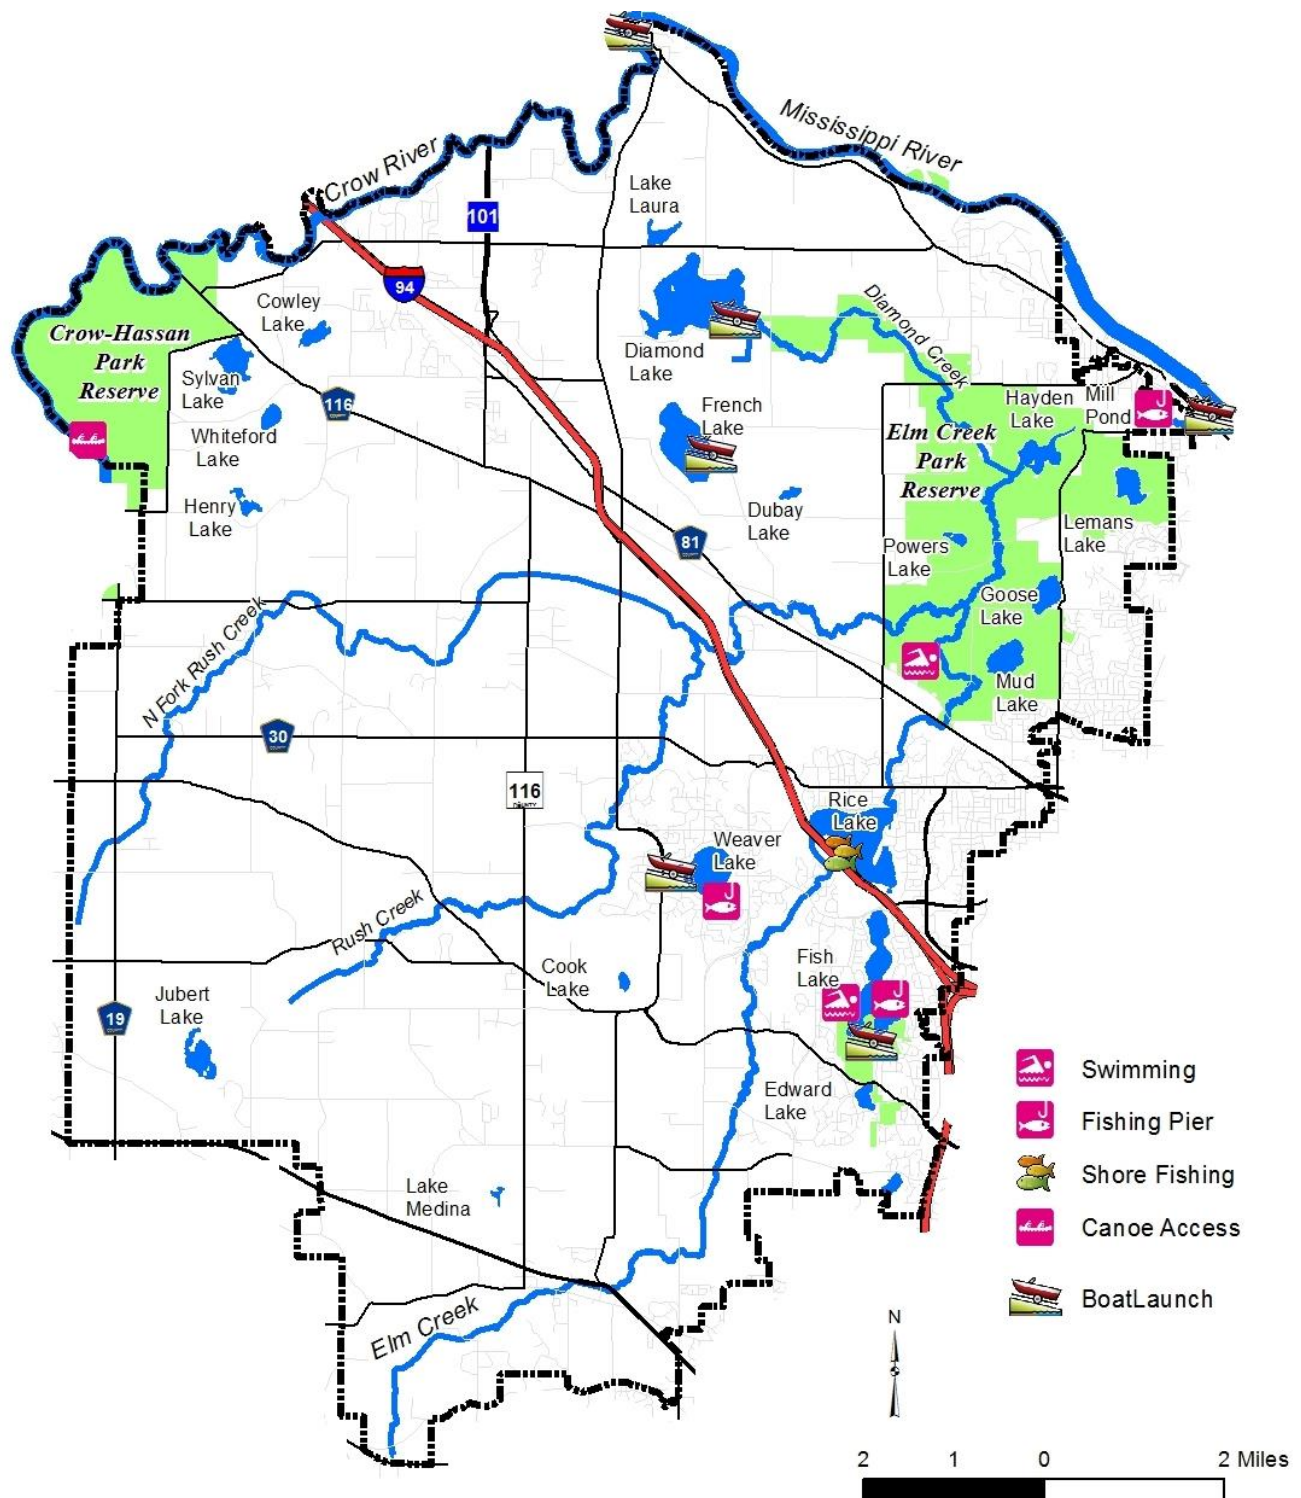 Mississippi River
Crow River
101
Lake
Laura
94
Diamond Creek
Cowley
Lake
Crow-Hassan
Park
Reserve
Diamond
Lake
Sylvan
Lake
116
Hayden
Lake
Mill
Pond
French
Lake
Whiteford
Lake
Elm Creek
Park
Reserve
Henry
Lake
Dubay
Lake
Lemans
Lake
81
Powers
Lake
Goose
Lake
N Fork Rush Creek
Mud
Lake
30
116
COUNTY
Rice
Lake
Weaver
Lake
Rush Creek
Fish
Lake
Cook
Lake
Jubert
Lake
19
Edward
Lake
Lake
Medina
Elm Creek
Swimming
Fishing Pier
Shore Fishing
Canoe Access
BoatLaunch
N
2 1 0 2 Miles